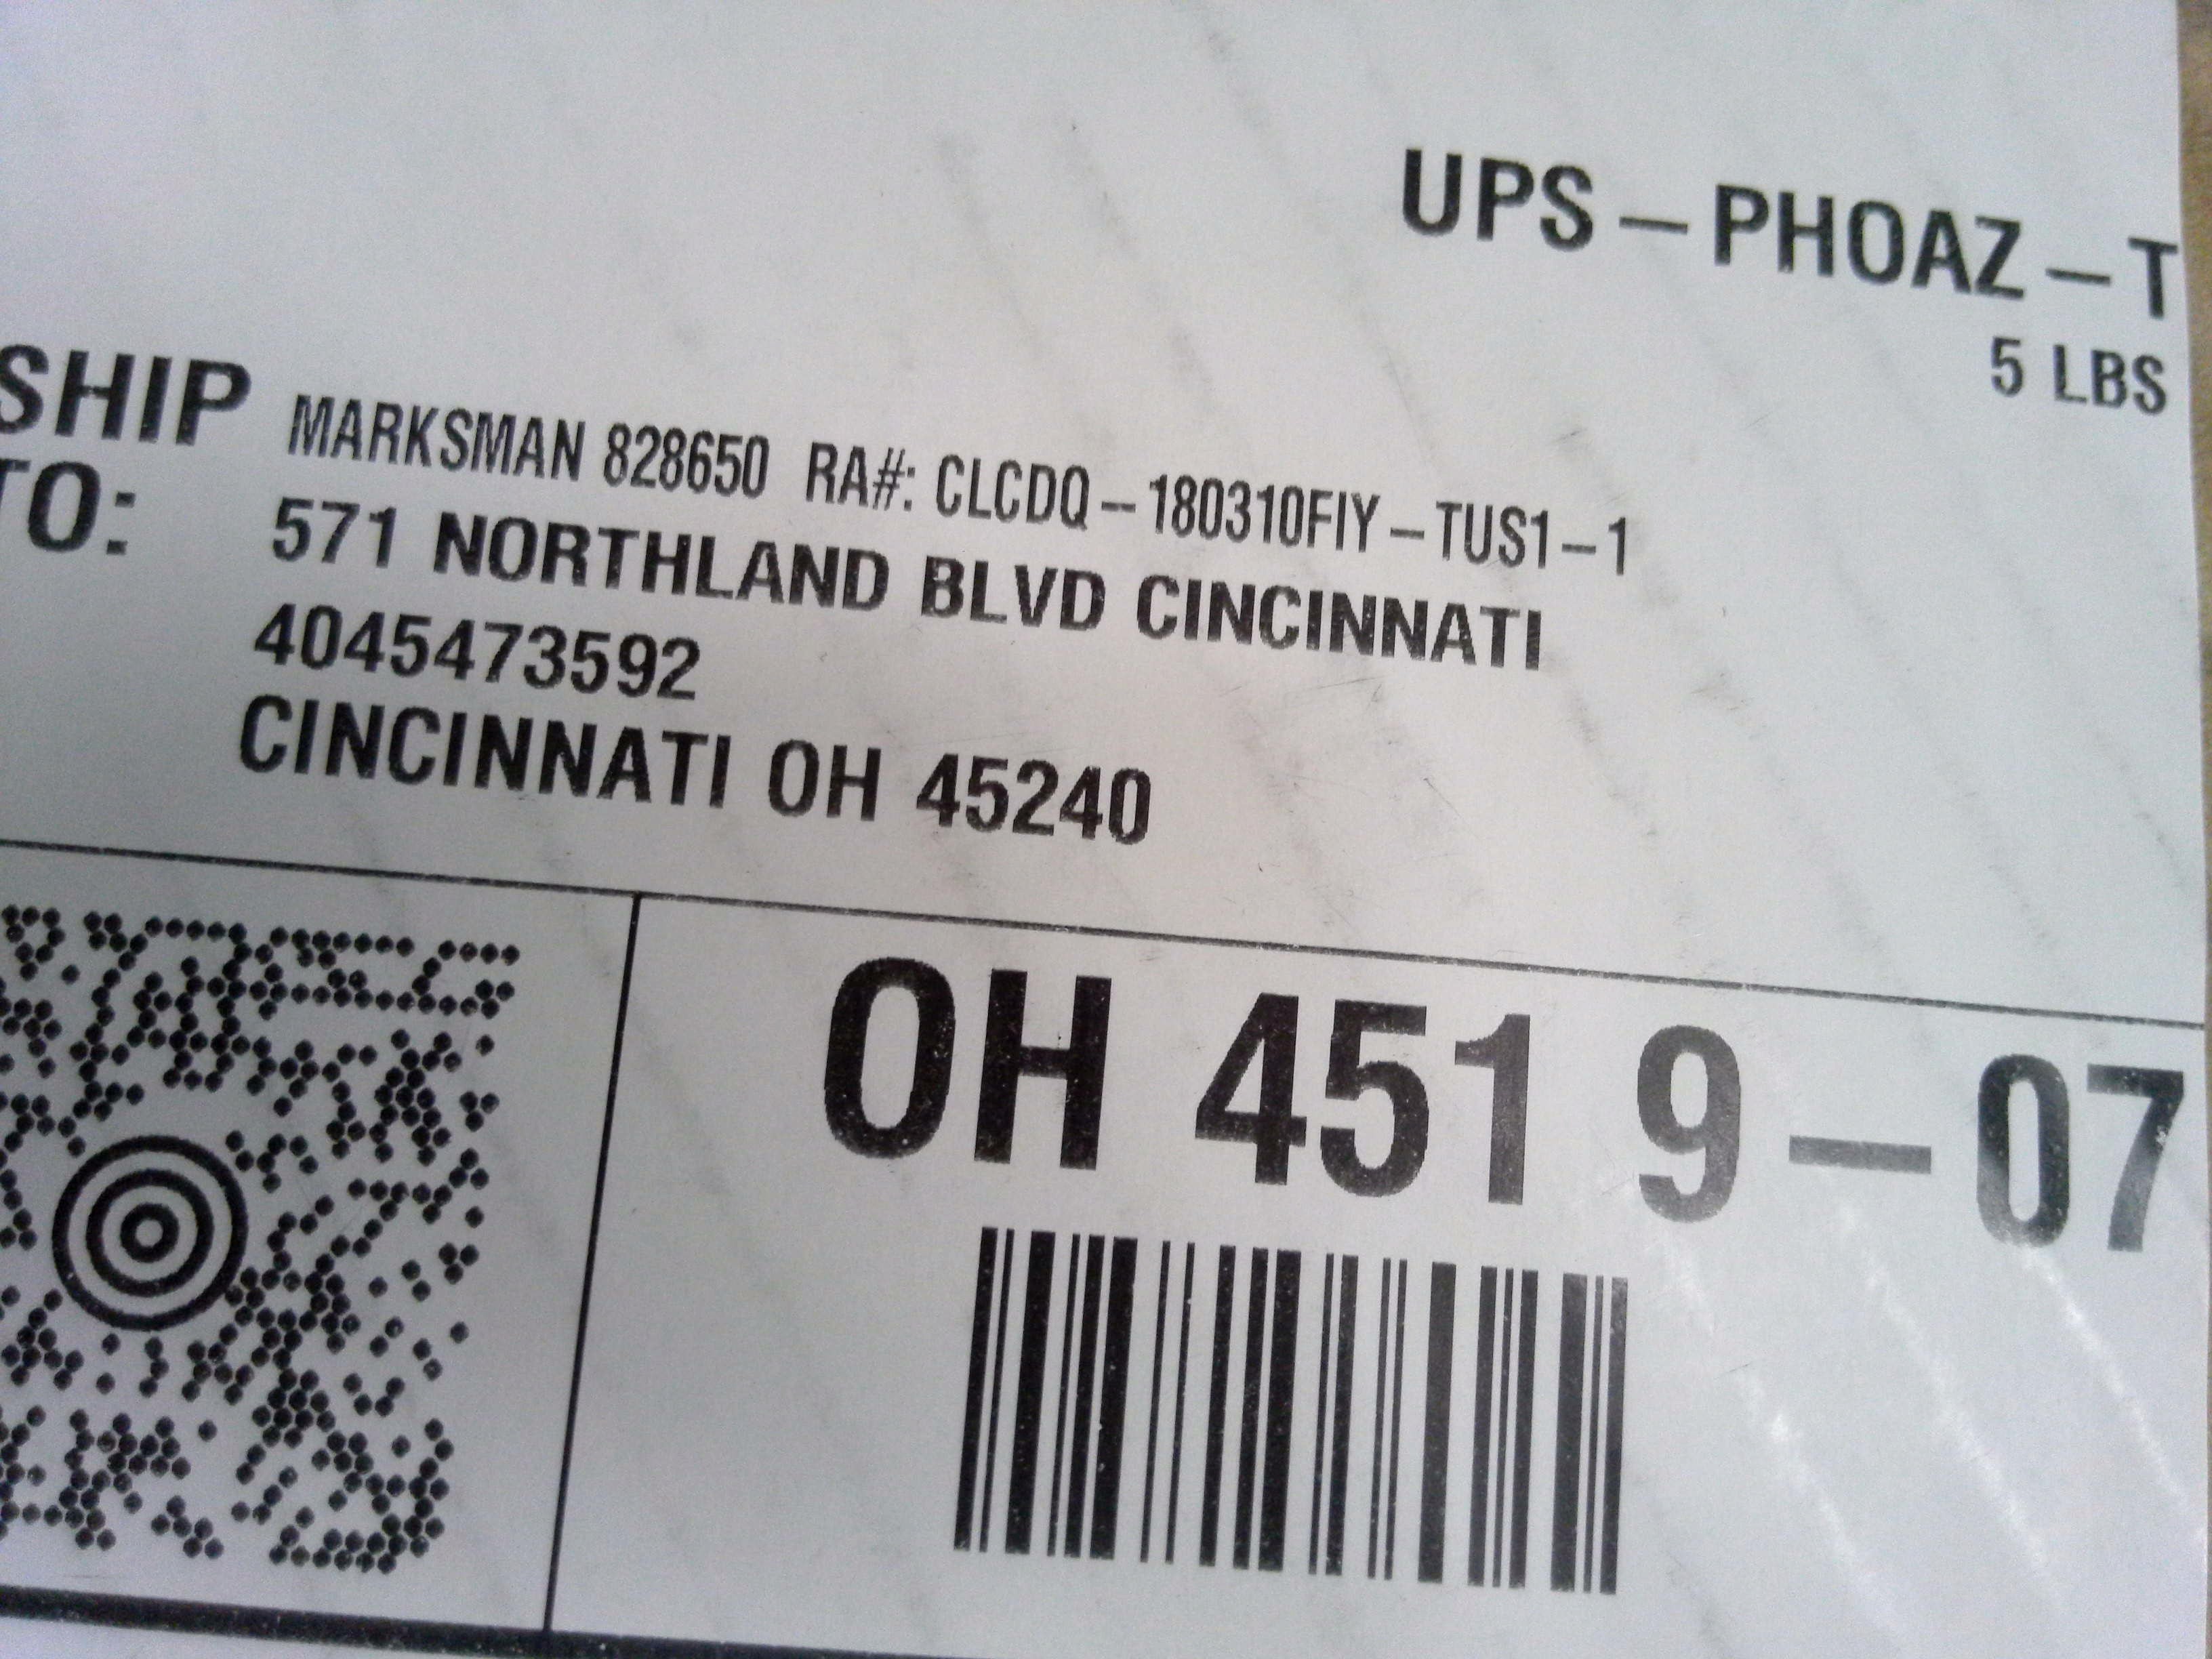 UPS – PHOAZ – T
5 LBS
SHIP
TO:
MARKSMAN 828650 RA#: CLCDQ – 180310FIY – TUS1 – 1
571 NORTHLAND BLVD CINCINNATI
4045473592
CINCINNATI OH 45240
OH 451 9 – 07